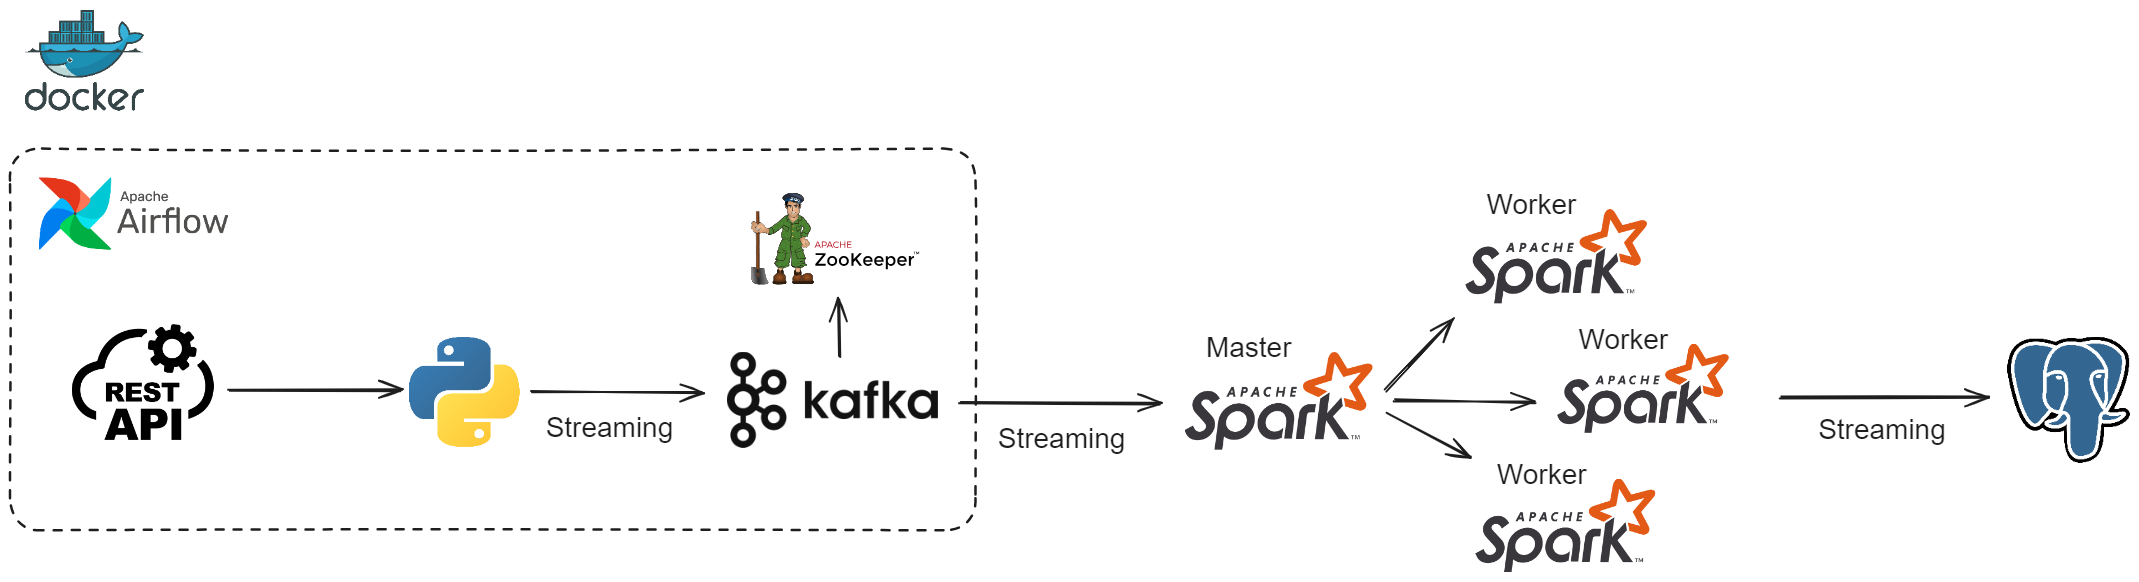 docker
Apache
Airflow
APACHE
ZooKeeper™
REST
API
Streaming
kafka
Streaming
Master
APACHE
Spark™
Worker
APACHE
Spark™
Worker
APACHE
Spark™
Worker
APACHE
Spark™
Streaming